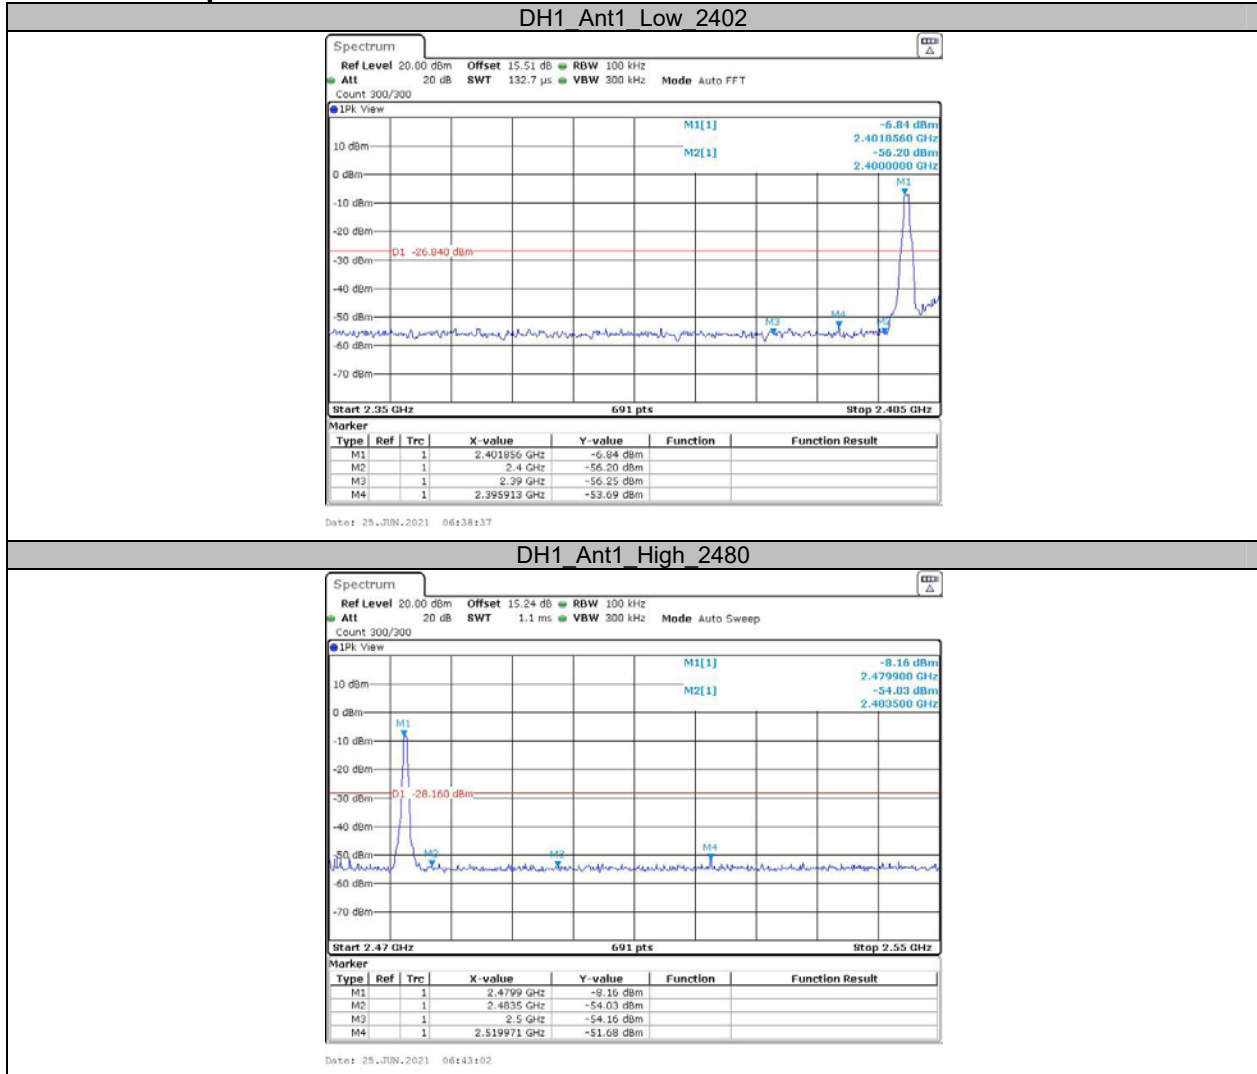 DH1_Ant1_Low_2402
Spectrum
Ref Level 20.00 dBm Offset 15.51 dB RBW 100 kHz
Att 20 dB SWT 132.7 µs VBW 300 kHz Mode Auto FFT
Count 300/300
1Pk View
M1[1] -6.84 dBm
2.4018560 GHz
10 dBm
M2[1] -56.20 dBm
2.4000000 GHz
0 dBm
M1
-10 dBm
-20 dBm
D1 -26.840 dBm
-30 dBm
-40 dBm
-50 dBm
M3 M4 M2
-60 dBm
-70 dBm
Start 2.35 GHz 691 pts Stop 2.405 GHz
Marker
Type Ref Trc X-value Y-value Function Function Result
M1 1 2.401856 GHz -6.84 dBm
M2 1 2.4 GHz -56.20 dBm
M3 1 2.39 GHz -56.25 dBm
M4 1 2.395913 GHz -53.69 dBm
Date: 25.JUN.2021 06:38:37
DH1_Ant1_High_2480
Spectrum
Ref Level 20.00 dBm Offset 15.24 dB RBW 100 kHz
Att 20 dB SWT 1.1 ms VBW 300 kHz Mode Auto Sweep
Count 300/300
1Pk View
M1[1] -8.16 dBm
2.479900 GHz
10 dBm
M2[1] -54.03 dBm
2.483500 GHz
0 dBm
M1
-10 dBm
-20 dBm
D1 -28.160 dBm
-30 dBm
-40 dBm
-50 dBm
M2 M3 M4
-60 dBm
-70 dBm
Start 2.47 GHz 691 pts Stop 2.55 GHz
Marker
Type Ref Trc X-value Y-value Function Function Result
M1 1 2.4799 GHz -8.16 dBm
M2 1 2.4835 GHz -54.03 dBm
M3 1 2.5 GHz -54.16 dBm
M4 1 2.519971 GHz -51.68 dBm
Date: 25.JUN.2021 06:43:02